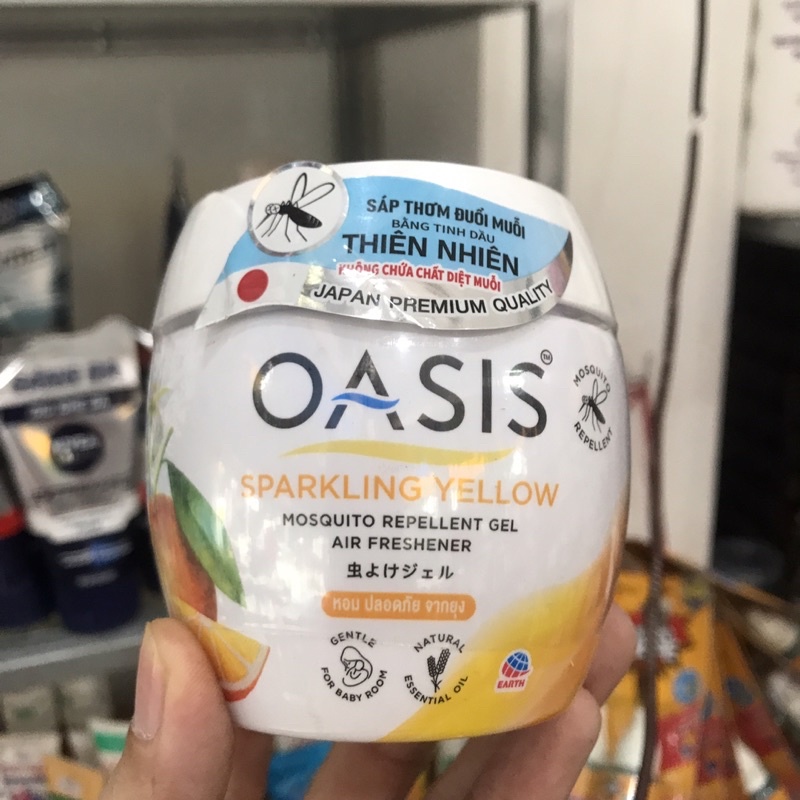 SÁP THƠM ĐUỔI MUỖI
BẰNG TINH DẦU
THIÊN NHIÊN
KHÔNG CHỨA CHẤT DIỆT MUỖI
JAPAN PREMIUM QUALITY
OASIS™
MOSQUITO REPELLENT
SPARKLING YELLOW
MOSQUITO REPELLENT GEL
AIR FRESHENER
虫よけジェル
หอม ปลอดภัย จากยุง
GENTLE FOR BABY ROOM
NATURAL ESSENTIAL OIL
EARTH
NIVEA